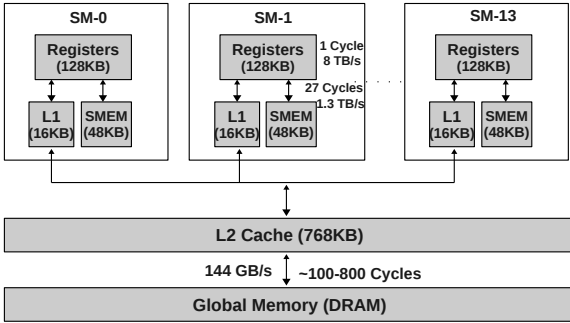 SM-0
Registers
(128KB)
L1
(16KB)
SMEM
(48KB)
SM-1
Registers
(128KB)
1 Cycle
8 TB/s
27 Cycles
1.3 TB/s
L1
(16KB)
SMEM
(48KB)
SM-13
Registers
(128KB)
L1
(16KB)
SMEM
(48KB)
L2 Cache (768KB)
144 GB/s
~100-800 Cycles
Global Memory (DRAM)